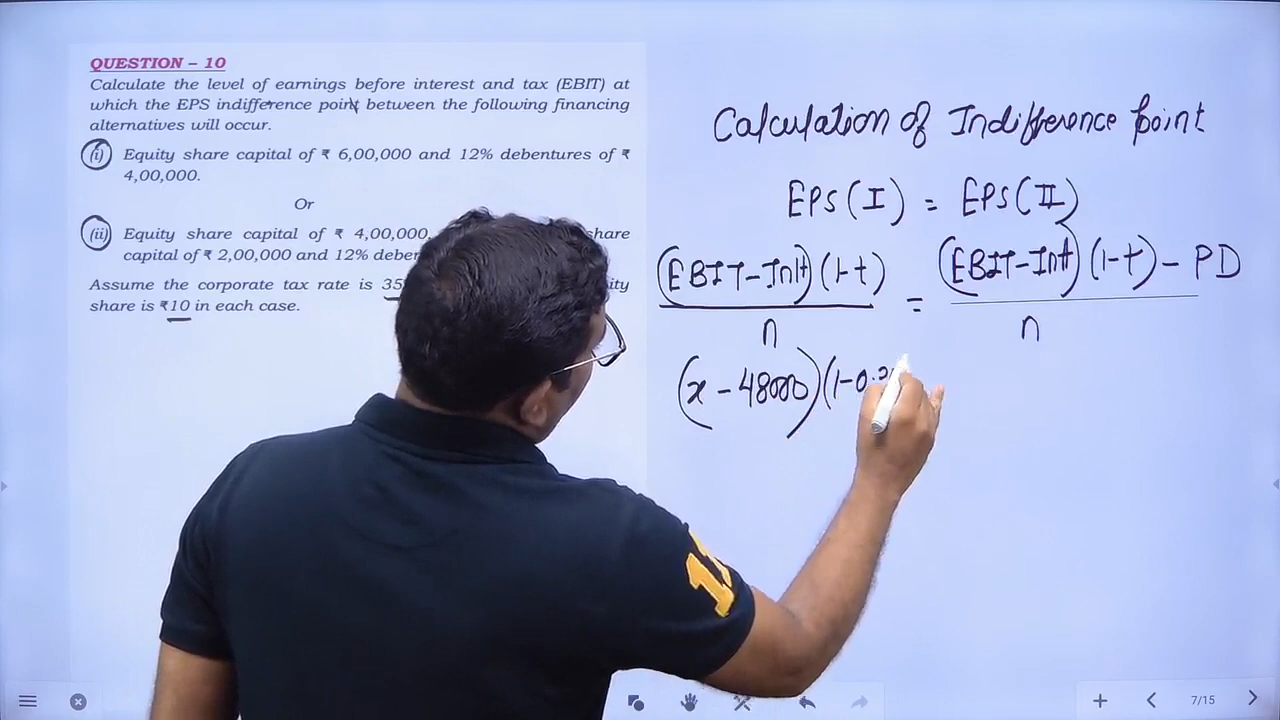 QUESTION – 10
Calculate the level of earnings before interest and tax (EBIT) at
which the EPS indifference point between the following financing
alternatives will occur.
(i) Equity share capital of ₹ 6,00,000 and 12% debentures of ₹
4,00,000.
Or
(ii) Equity share capital of ₹ 4,00,000, share
capital of ₹ 2,00,000 and 12%
Assume the corporate tax rate is 35
share is ₹10 in each case.
Calculation of Indifference point
EPS (I) = EPS (II)
(EBIT-Int) (1-t) = (EBIT-Int) (1-t) - PD
n n
(x - 48000) (1-0.
1
7/15